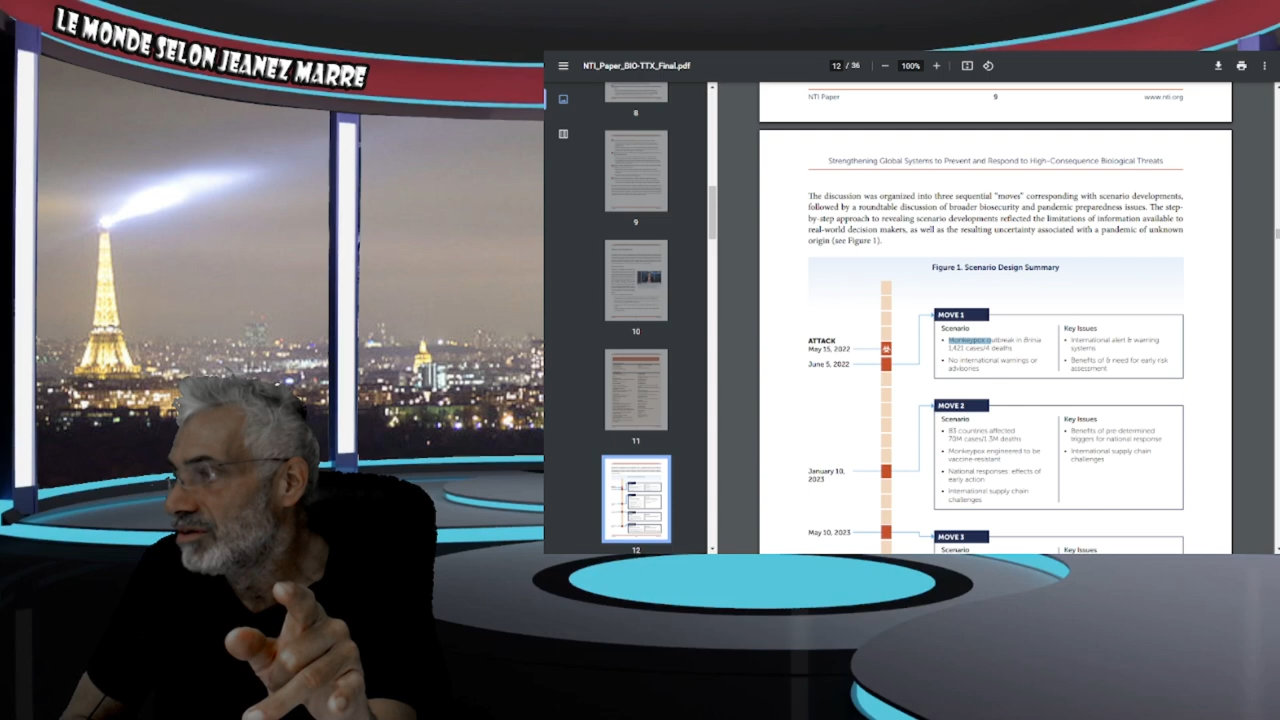 LE MONDE SELON JEANEZ MARRE
NTI_Paper_BIO-TTX_Final.pdf
12 / 36
100%
8
9
10
11
12
NTI Paper
9
www.nti.org
Strengthening Global Systems to Prevent and Respond to High-Consequence Biological Threats
The discussion was organized into three sequential "moves" corresponding with scenario developments,
followed by a roundtable discussion of broader biosecurity and pandemic preparedness issues. The step-
by-step approach to revealing scenario developments reflected the limitations of information available to
real-world decision makers, as well as the resulting uncertainty associated with a pandemic of unknown
origin (see Figure 1).
Figure 1. Scenario Design Summary
ATTACK
May 15, 2022
June 5, 2022
MOVE 1
Scenario
• Monkeypox outbreak in Brinia
1,421 cases/4 deaths
• No international warnings or
advisories
Key Issues
• International alert & warning
systems
• Benefits of & need for early risk
assessment
January 10,
2023
MOVE 2
Scenario
• 83 countries affected
70M cases/1.3M deaths
• Monkeypox engineered to be
vaccine-resistant
• National responses: effects of
early action
• International supply chain
challenges
Key Issues
• Benefits of pre-determined
triggers for national response
• International supply chain
challenges
May 10, 2023
MOVE 3
Scenario
Key Issues